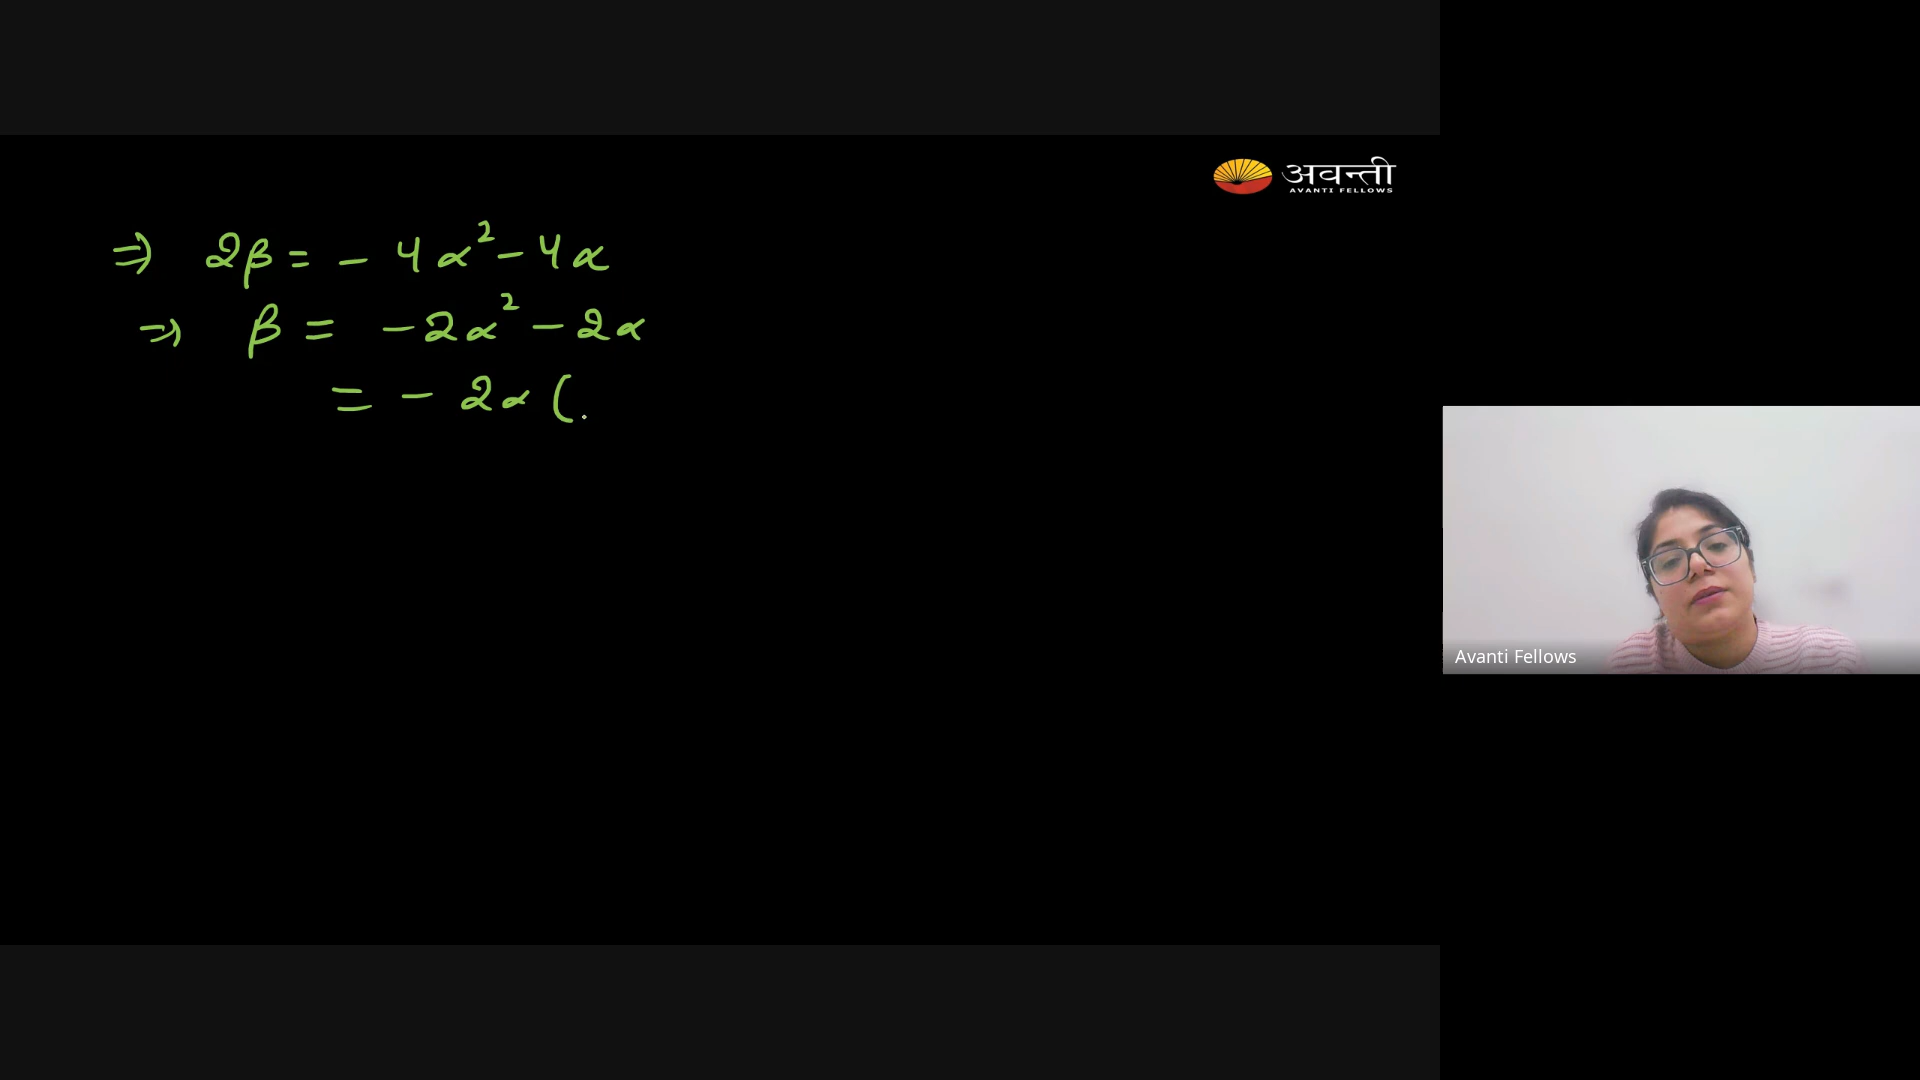 अवन्ती
AVANTI FELLOWS
⇒ 2β = - 4α² - 4α
⇒ β = -2α² - 2α
= - 2α (.
Avanti Fellows